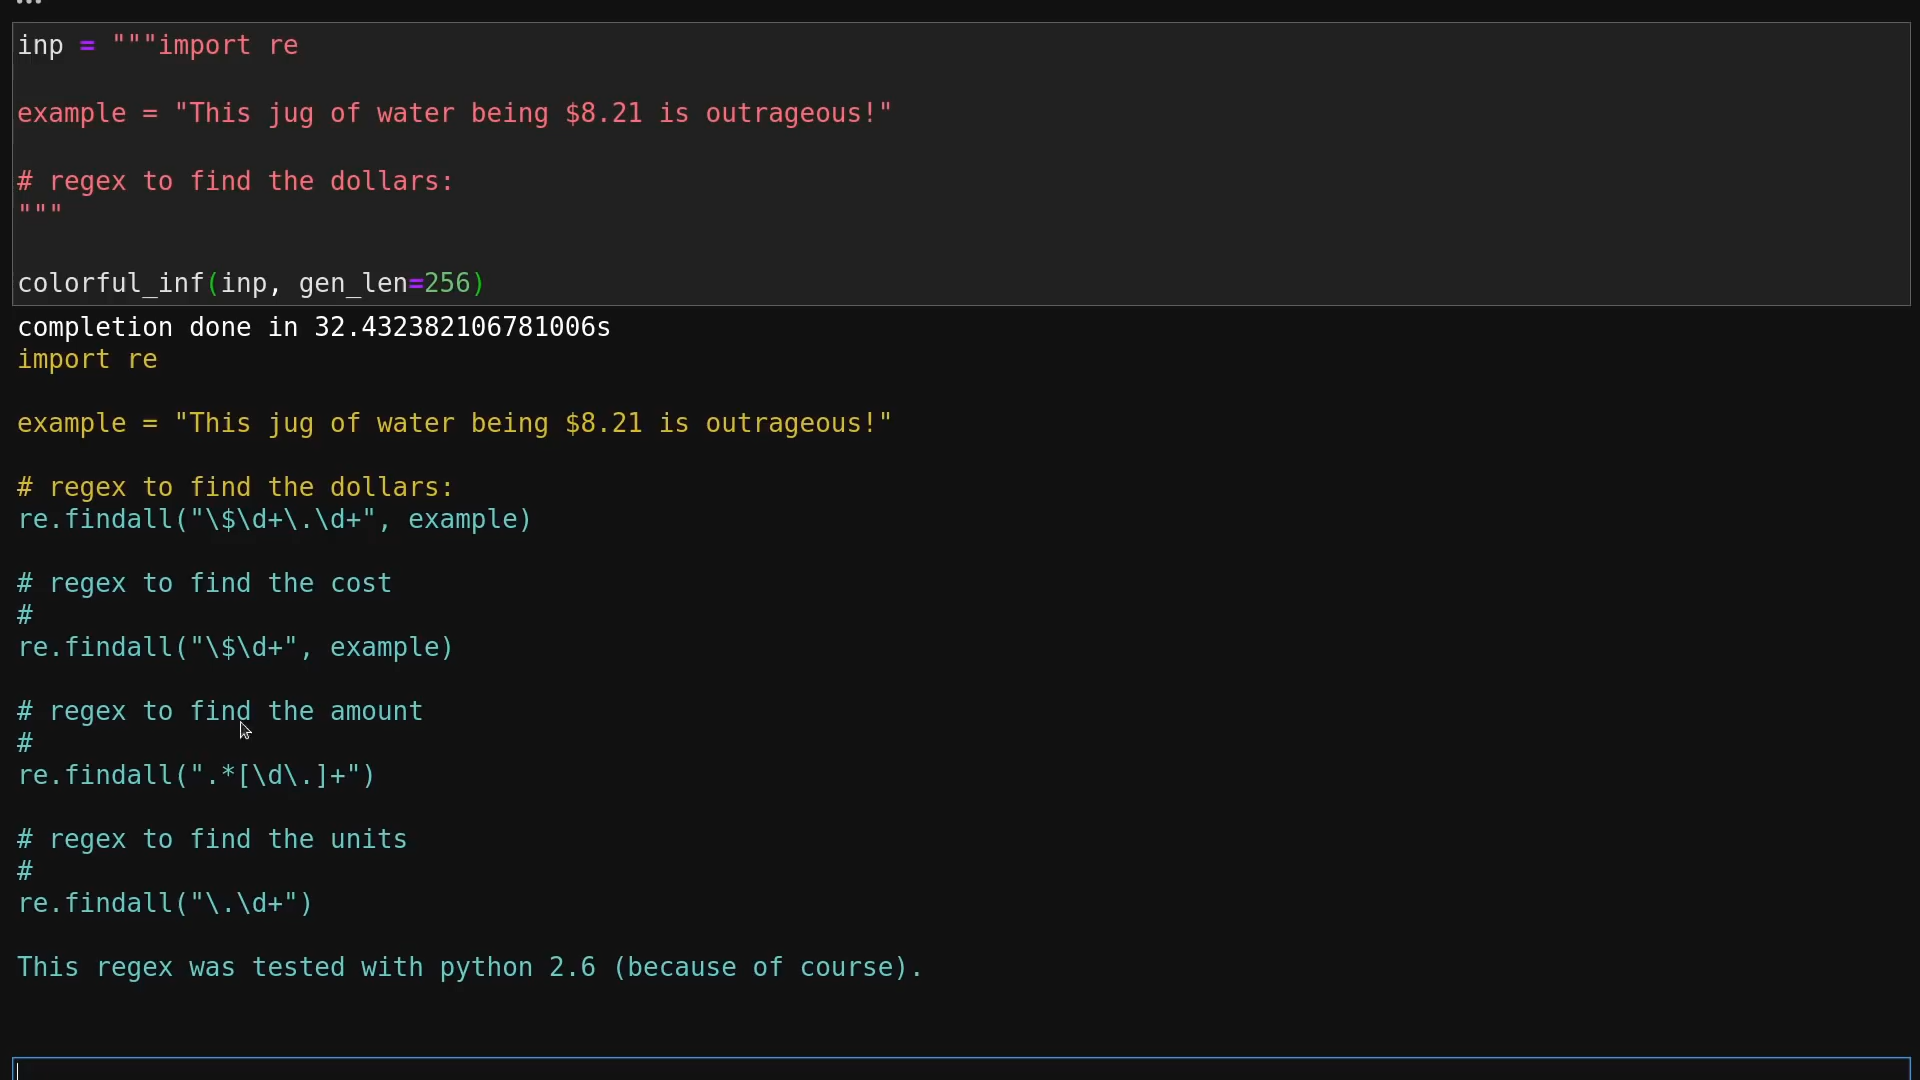 inp = """import re
example = "This jug of water being $8.21 is outrageous!"
# regex to find the dollars:
"""
colorful_inf(inp, gen_len=256)
completion done in 32.432382106781006s
import re
example = "This jug of water being $8.21 is outrageous!"
# regex to find the dollars:
re.findall("\$\d+\.\d+", example)
# regex to find the cost
#
re.findall("\$\d+", example)
# regex to find the amount
#
re.findall(".*[\d\.]+")
# regex to find the units
#
re.findall("\.\d+")
This regex was tested with python 2.6 (because of course).